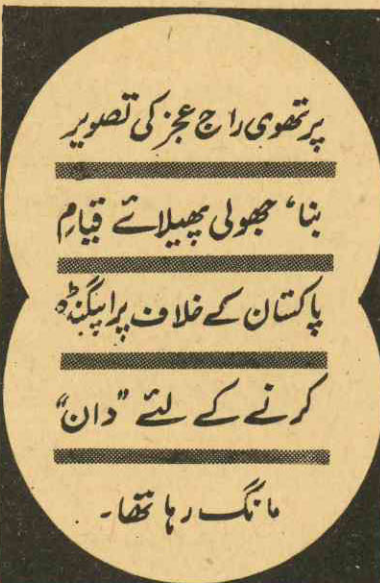 پرتھوی راج عجز کی تصویر
بنا، جھولی پھیلائے قیامِ
پاکستان کے خلاف پراپگنڈہ
کرنے کے لئے "دان"
مانگ رہا تھا۔